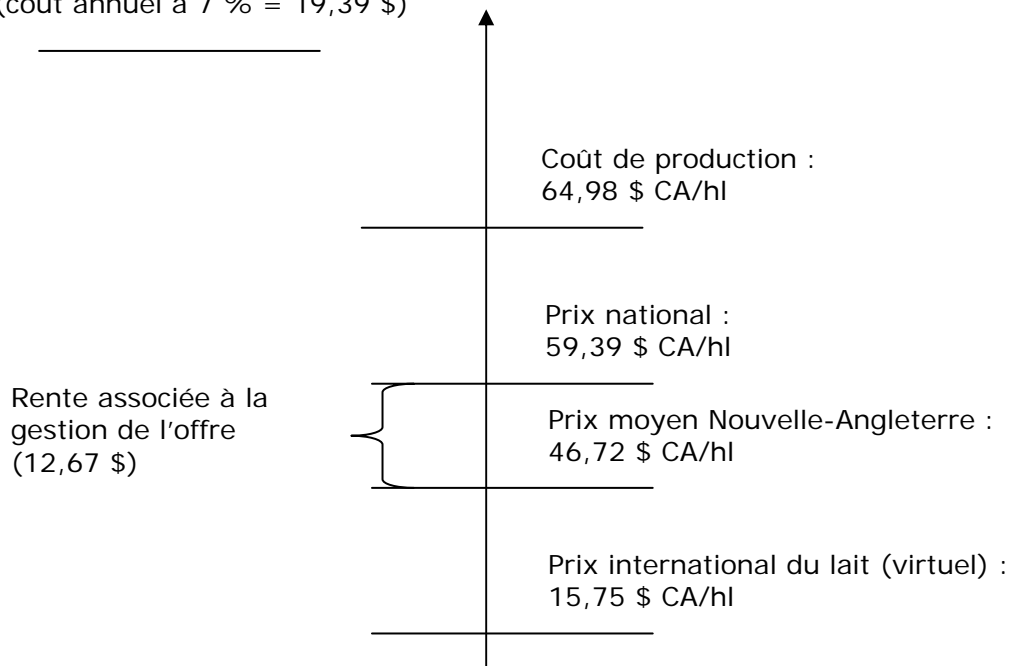 (coût annuel à 7 % = 19,39 $)
Coût de production :
64,98 $ CA/hl
Prix national :
59,39 $ CA/hl
Rente associée à la
gestion de l'offre
(12,67 $)
Prix moyen Nouvelle-Angleterre :
46,72 $ CA/hl
Prix international du lait (virtuel) :
15,75 $ CA/hl